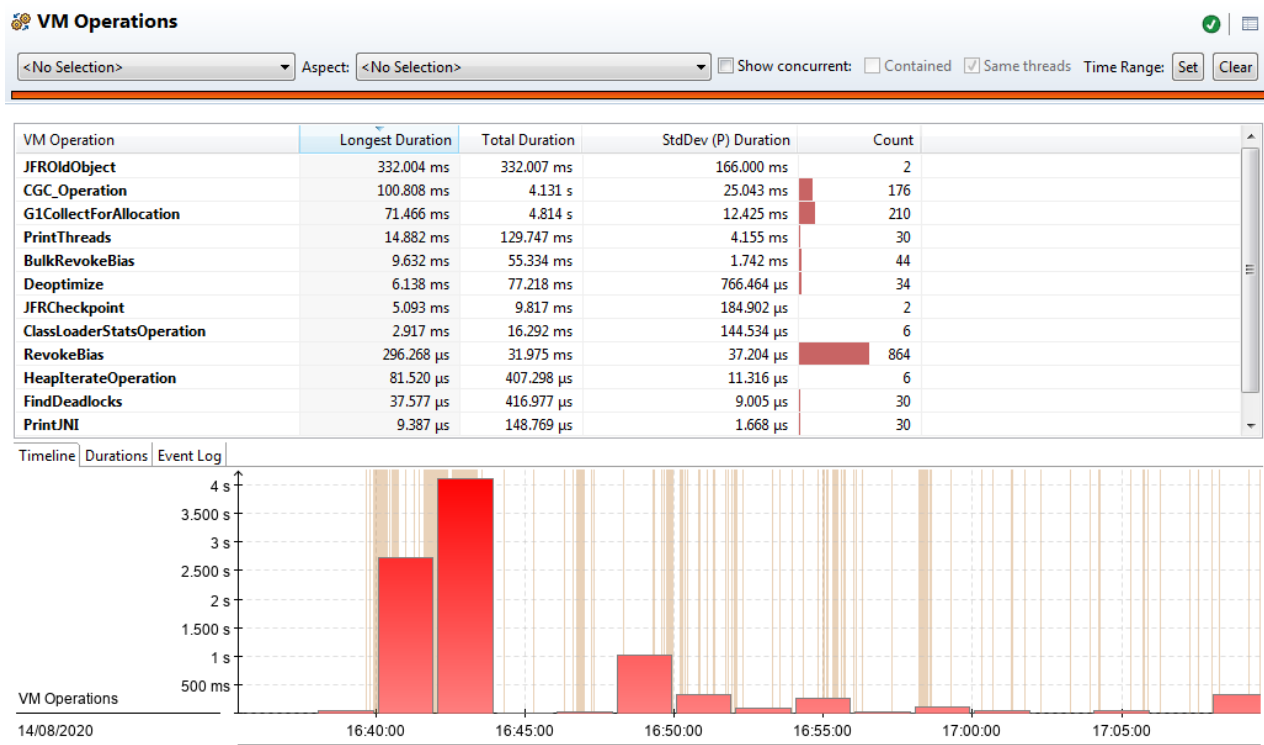 VM Operations
<No Selection> Aspect: <No Selection> Show concurrent: Contained Same threads Time Range: Set Clear
VM Operation Longest Duration Total Duration StdDev (P) Duration Count
JFROldObject 332.004 ms 332.007 ms 166.000 ms 2
CGC_Operation 100.808 ms 4.131 s 25.043 ms 176
G1CollectForAllocation 71.466 ms 4.814 s 12.425 ms 210
PrintThreads 14.882 ms 129.747 ms 4.155 ms 30
BulkRevokeBias 9.632 ms 55.334 ms 1.742 ms 44
Deoptimize 6.138 ms 77.218 ms 766.464 µs 34
JFRCheckpoint 5.093 ms 9.817 ms 184.902 µs 2
ClassLoaderStatsOperation 2.917 ms 16.292 ms 144.534 µs 6
RevokeBias 296.268 µs 31.975 ms 37.204 µs 864
HeapIterateOperation 81.520 µs 407.298 µs 11.316 µs 6
FindDeadlocks 37.577 µs 416.977 µs 9.005 µs 30
PrintJNI 9.387 µs 148.769 µs 1.668 µs 30
Timeline Durations Event Log
4 s
3.500 s
3 s
2.500 s
2 s
1.500 s
1 s
500 ms
VM Operations
14/08/2020 16:40:00 16:45:00 16:50:00 16:55:00 17:00:00 17:05:00